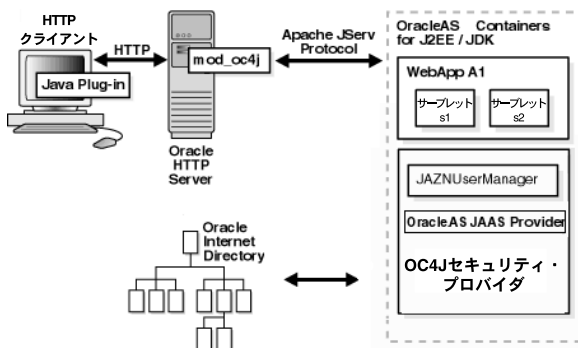 HTTP
クライアント
Java Plug-in
HTTP
mod_oc4j
Oracle
HTTP
Server
Apache JServ
Protocol
OracleAS Containers
for J2EE / JDK
WebApp A1
サーブレット
s1
サーブレット
s2
JAZNUserManager
OracleAS JAAS Provider
OC4Jセキュリティ・
プロバイダ
Oracle
Internet
Directory